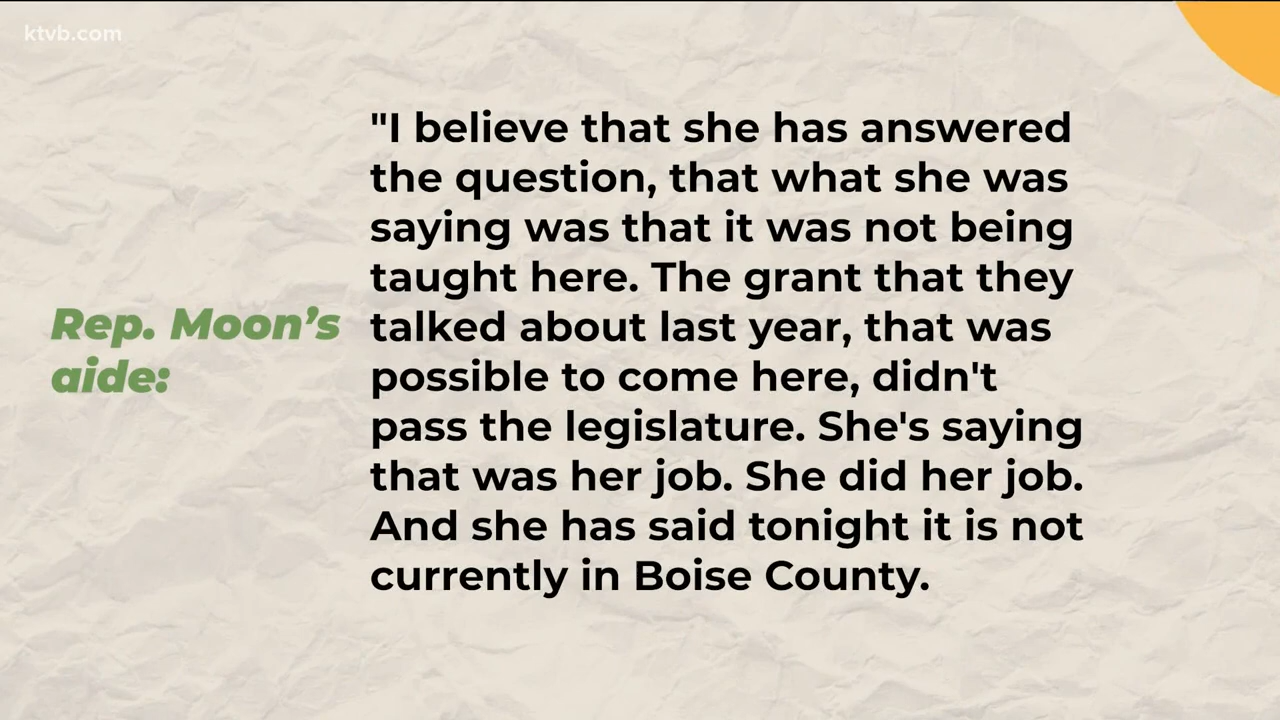 ktvb.com
"I believe that she has answered
the question, that what she was
saying was that it was not being
taught here. The grant that they
Rep. Moon’s
aide:
talked about last year, that was
possible to come here, didn't
pass the legislature. She's saying
that was her job. She did her job.
And she has said tonight it is not
currently in Boise County.